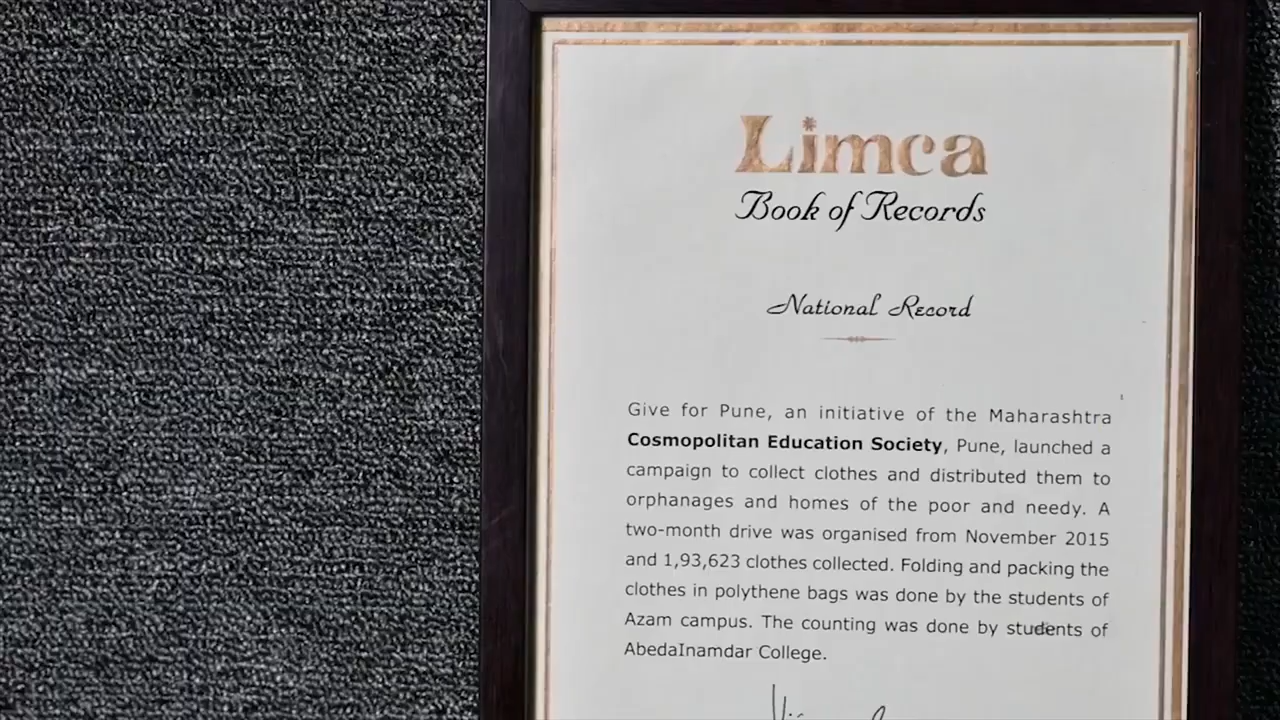 Limca
Book of Records
National Record
Give for Pune, an initiative of the Maharashtra
Cosmopolitan Education Society, Pune, launched a
campaign to collect clothes and distributed them to
orphanages and homes of the poor and needy. A
two-month drive was organised from November 2015
and 1,93,623 clothes collected. Folding and packing the
clothes in polythene bags was done by the students of
Azam campus. The counting was done by students of
AbedaInamdar College.